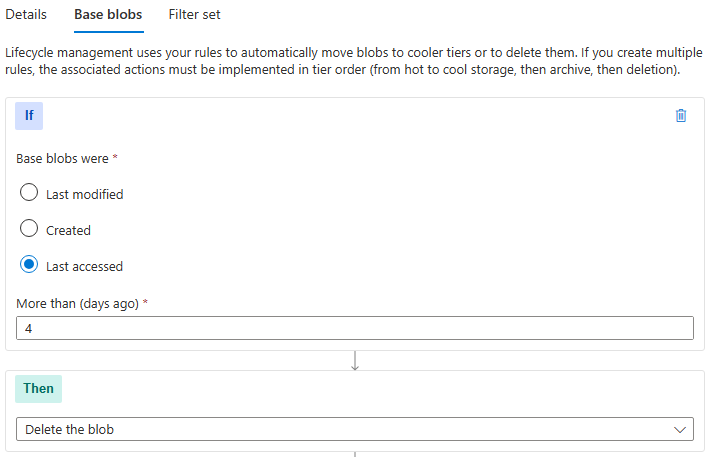 Details Base blobs Filter set
Lifecycle management uses your rules to automatically move blobs to cooler tiers or to delete them. If you create multiple
rules, the associated actions must be implemented in tier order (from hot to cool storage, then archive, then deletion).
If
Base blobs were *
Last modified
Created
Last accessed
More than (days ago) *
4
Then
Delete the blob